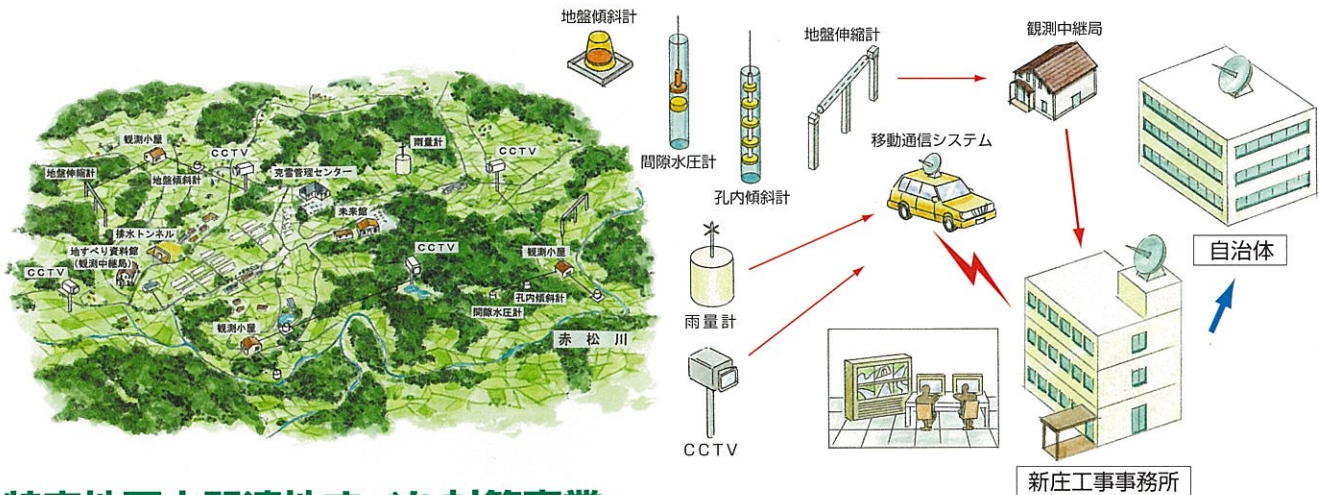 地盤傾斜計
間隙水圧計
孔内傾斜計
地盤伸縮計
観測中継局
移動通信システム
雨量計
CCTV
自治体
新庄工事事務所
観測小屋
CCTV
雨量計
CCTV
地盤伸縮計
地盤傾斜計
克雪管理センター
未来館
排水トンネル
地すべり資料館
(観測中継局)
CCTV
CCTV
観測小屋
孔内傾斜計
間隙水圧計
観測小屋
赤松川